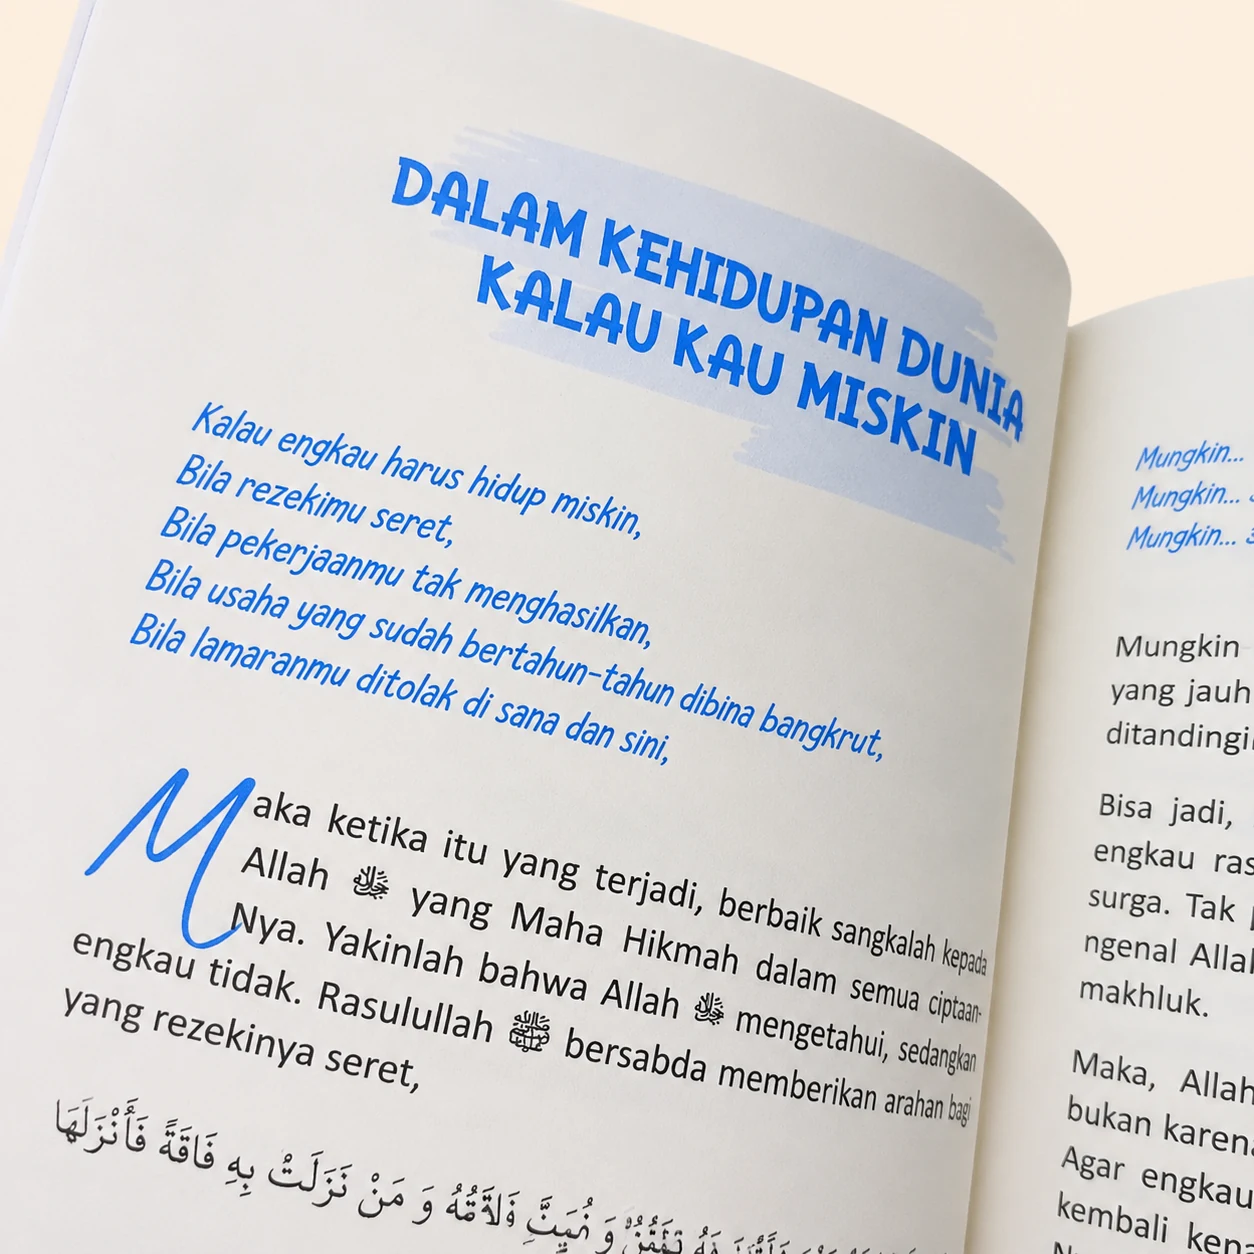 DALAM KEHIDUPAN DUNIA
KALAU KAU MISKIN
Kalau engkau harus hidup miskin,
Bila rezekimu seret,
Bila pekerjaanmu tak menghasilkan,
Bila usaha yang sudah bertahun-tahun dibina bangkrut,
Bila lamaranmu ditolak di sana dan sini,
Maka ketika itu yang terjadi, berbaik sangkalah kepada
Allah ﷻ yang Maha Hikmah dalam semua ciptaan-
Nya. Yakinlah bahwa Allah ﷻ mengetahui, sedangkan
engkau tidak. Rasulullah ﷺ bersabda memberikan arahan bagi
yang rezekinya seret,
وَ مَنْ نَزَلَتْ بِهِ فَاقَةٌ فَأَنْزَلَهَا
Mungkin...
Mungkin...
Mungkin...
Mungkin
yang jauh
Bisa jadi,
engkau
surga. Tak
makhluk.
Maka, Allah
bukan
Agar engkau
kembali